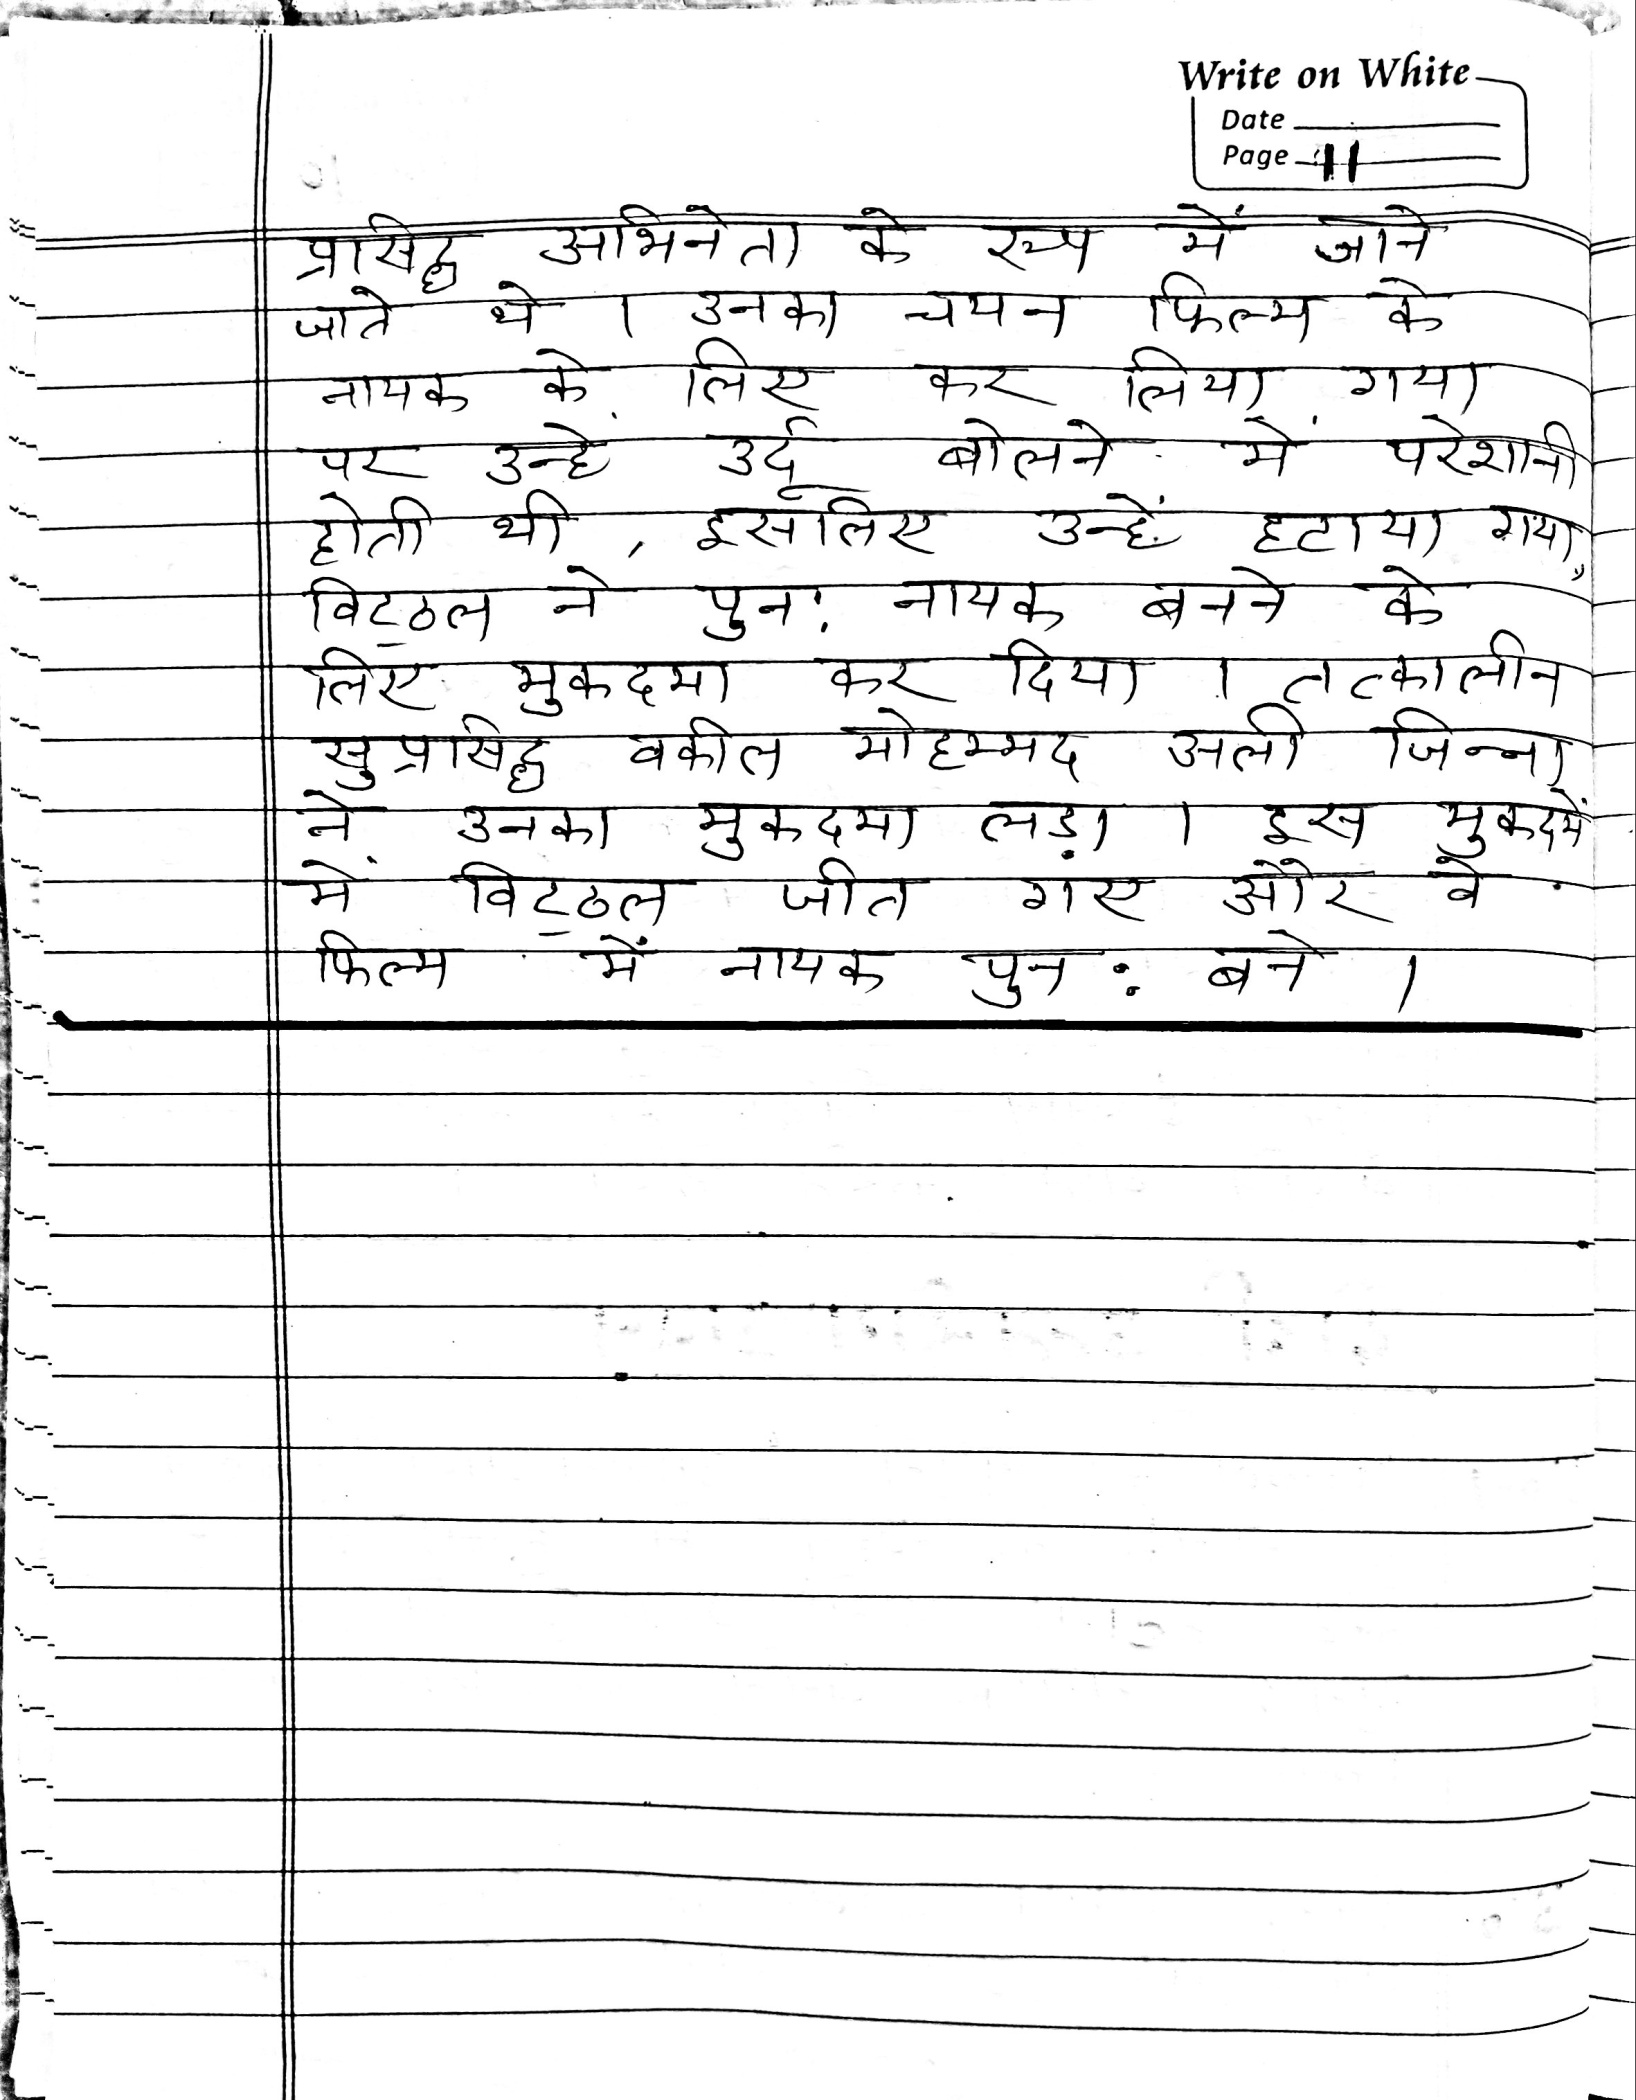 Write on White
Date
Page 11
प्रसिद्ध अभिनेता के रूप में जाने
जाते थे । उनका चयन फिल्म के
नायक के लिए कर लिया गया
पर उन्हें उर्दू बोलने में परेशानी
होती थी , इसलिए उन्हें हटाया गया,
विट्ठल ने पुन: नायक बनने के
लिए मुकदमा कर दिया । तत्कालीन
सुप्रसिद्ध वकील मोहम्मद अली जिन्ना
ने उनका मुकदमा लड़ा । इस मुकदमें
में विट्ठल जीत गए और वे
फिल्म में नायक पुन: बने ।